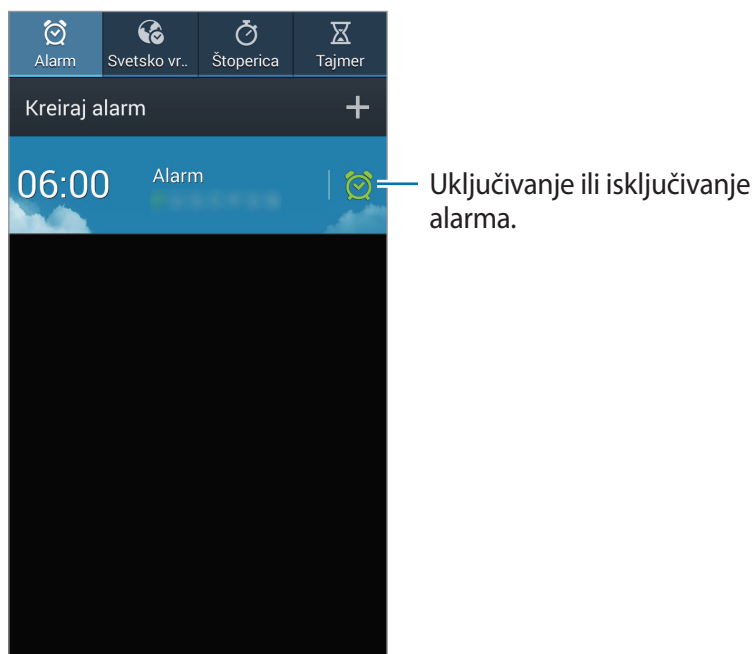 Alarm Svetsko vr.. Štoperica Tajmer
Kreiraj alarm
06:00 Alarm
Uključivanje ili isključivanje
alarma.